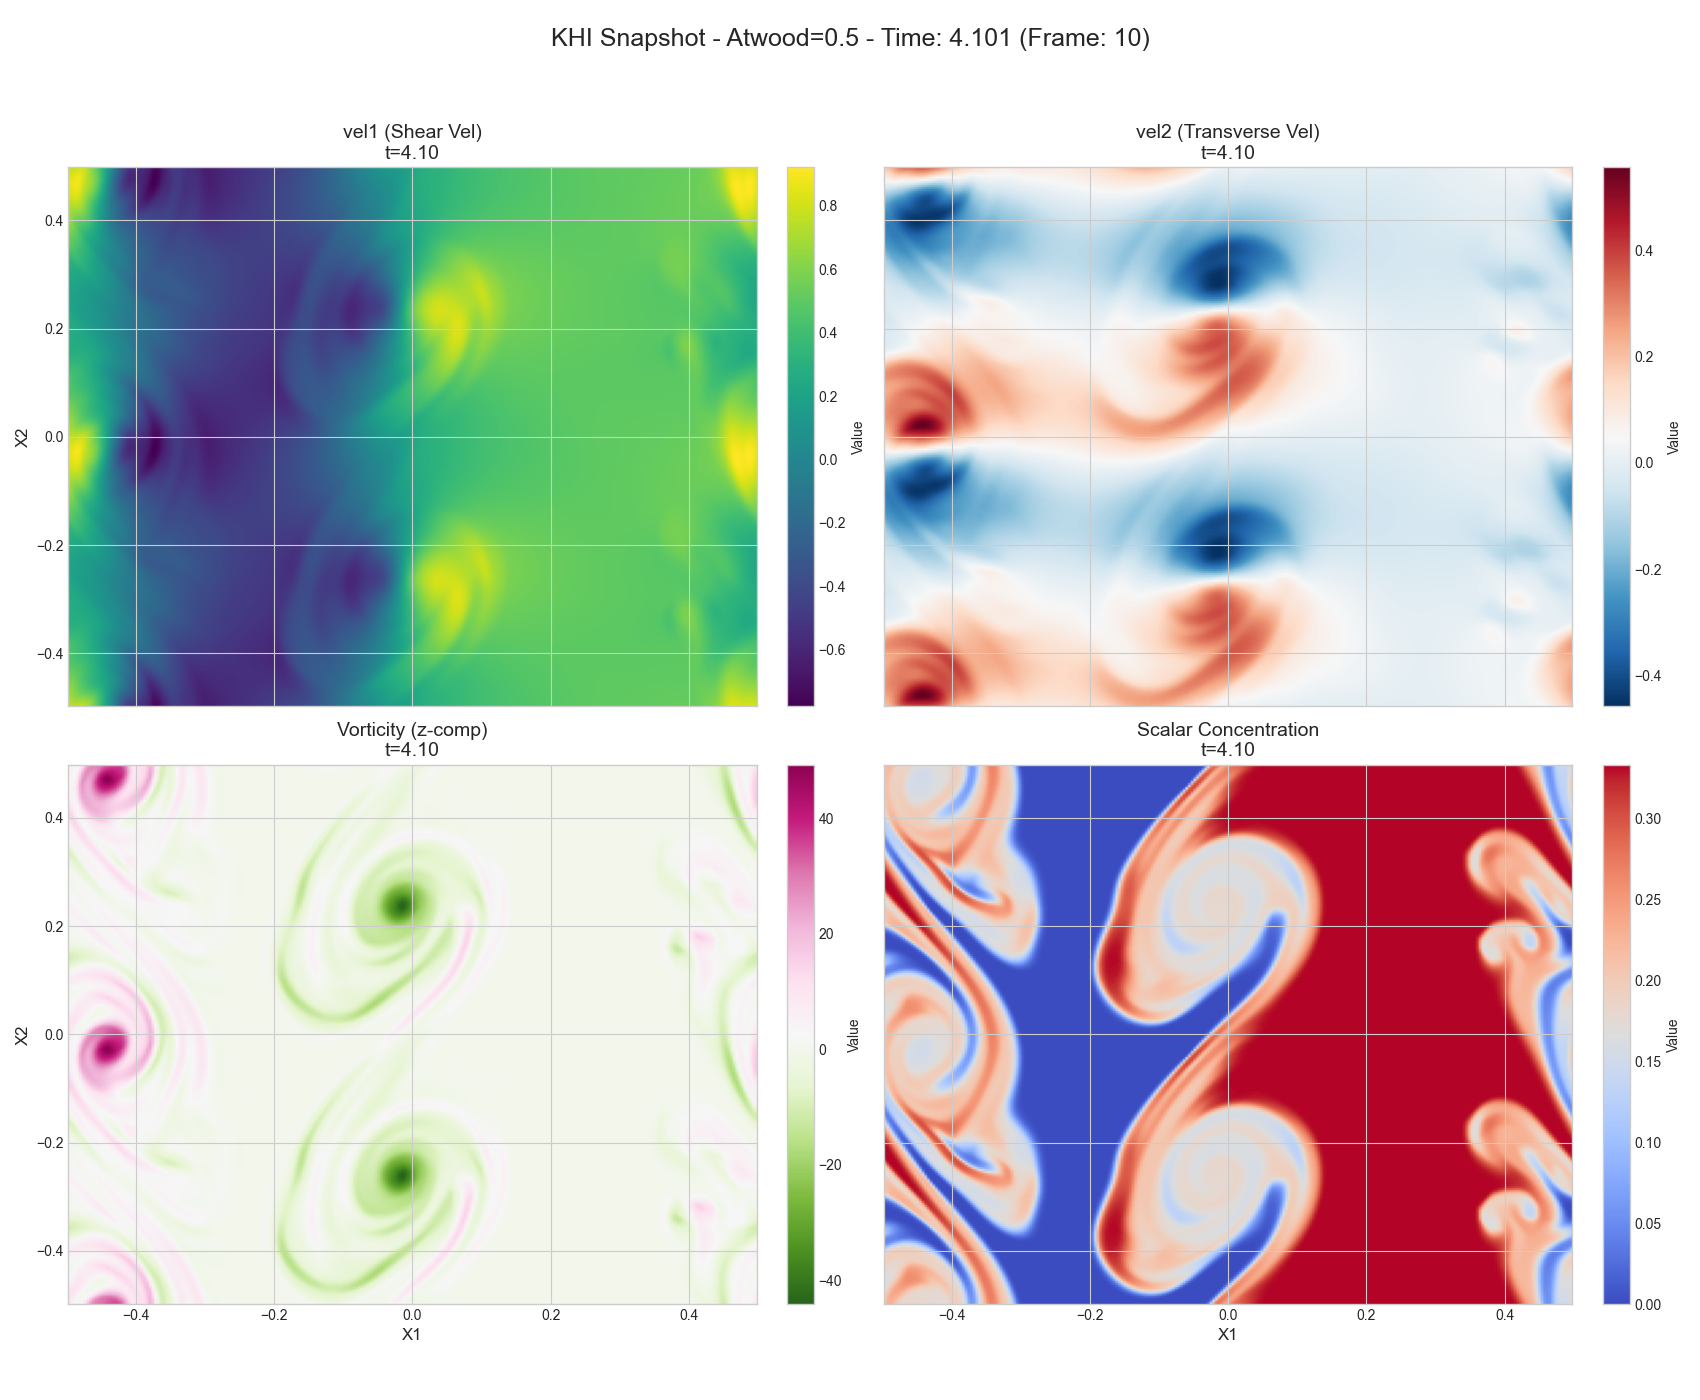 KHI Snapshot - Atwood=0.5 - Time: 4.101 (Frame: 10)
vel1 (Shear Vel)
t=4.10
X2
0.4
0.2
0.0
−0.2
−0.4
0.8
0.6
0.4
0.2
0.0
−0.2
−0.4
−0.6
Value
vel2 (Transverse Vel)
t=4.10
0.4
0.2
0.0
−0.2
−0.4
Value
Vorticity (z-comp)
t=4.10
X2
0.4
0.2
0.0
−0.2
−0.4
−0.4
−0.2
0.0
0.2
0.4
X1
40
20
0
−20
−40
Value
Scalar Concentration
t=4.10
−0.4
−0.2
0.0
0.2
0.4
X1
0.30
0.25
0.20
0.15
0.10
0.05
0.00
Value